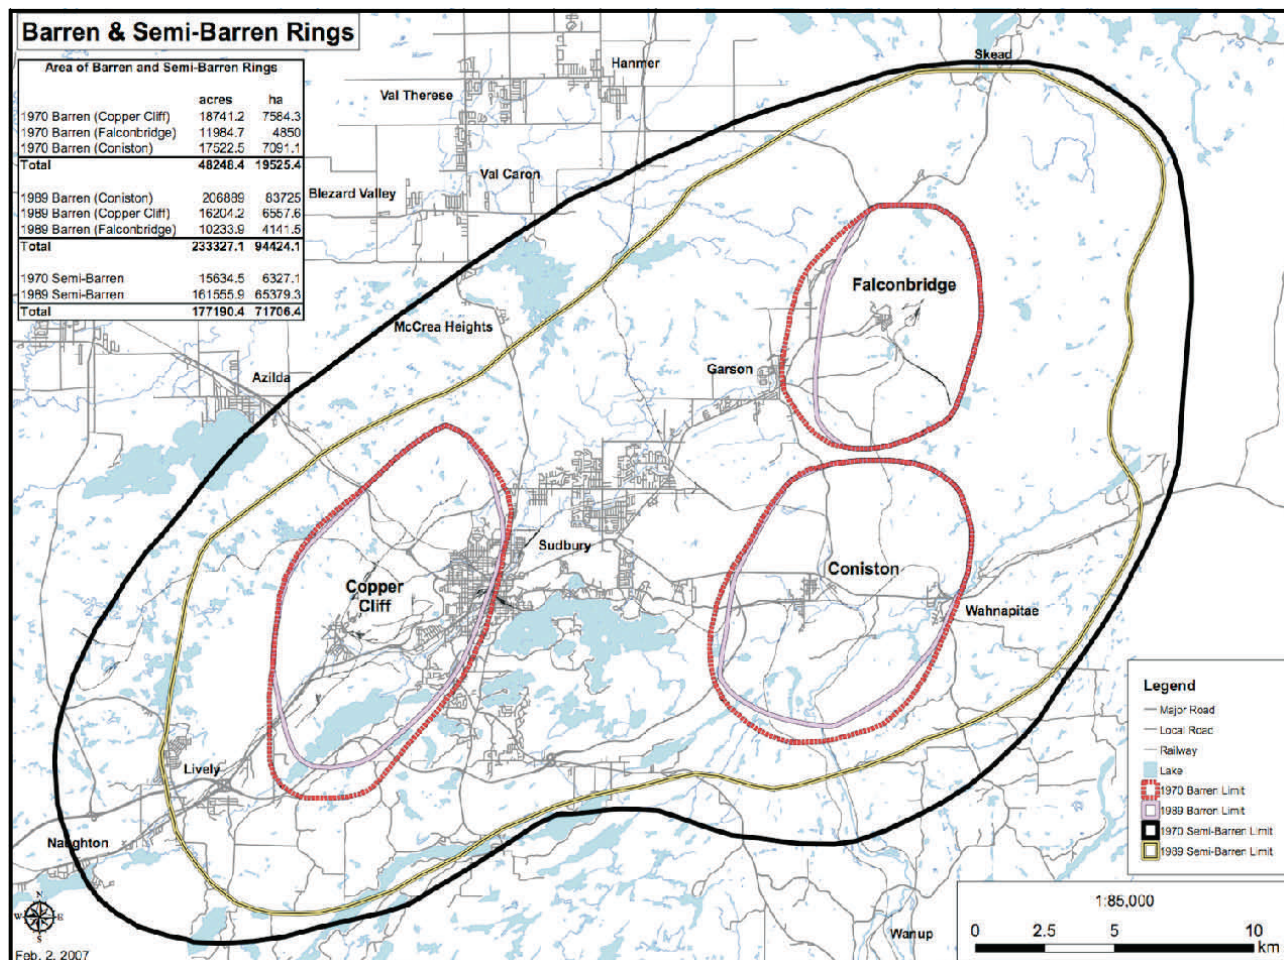 Barren & Semi-Barren Rings
Area of Barren and Semi-Barren Rings
acres ha
1970 Barren (Copper Cliff) 18741.2 7584.3
1970 Barren (Falconbridge) 11984.7 4850
1970 Barren (Coniston) 17522.5 7091.1
Total 48248.4 19525.4
1989 Barren (Coniston) 206889 83725
1989 Barren (Copper Cliff) 16204.2 6557.6
1989 Barren (Falconbridge) 10233.9 4141.5
Total 233327.1 94424.1
1970 Semi-Barren 15634.5 6327.1
1989 Semi-Barren 161555.9 65379.3
Total 177190.4 71706.4
Skead
Hanmer
Val Therese
Val Caron
Blezard Valley
Falconbridge
McCrea Heights
Garson
Azilda
Sudbury
Coniston
Copper
Cliff
Wahnapitae
Lively
Naughton
Wanup
Legend
Major Road
Local Road
Railway
Lake
1970 Barren Limit
1989 Barren Limit
1970 Semi-Barren Limit
1989 Semi-Barren Limit
N
W E
S
Feb. 2, 2007
1:85,000
0 2.5 5 10
km